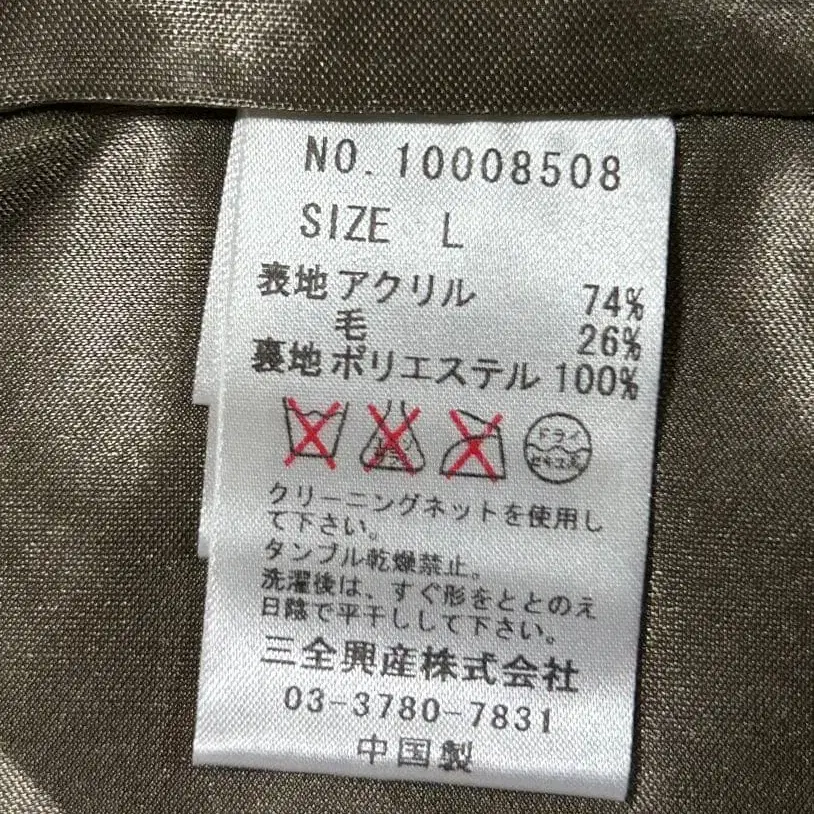 NO. 10008508
SIZE L
表地 アクリル 74%
毛 26%
裏地 ポリエステル 100%
ドライ
セキユ系
クリーニングネットを使用し
て下さい。
タンブル乾燥禁止。
洗濯後は、すぐ形をととのえ
日陰で平干しして下さい。
三全興産株式会社
03-3780-7831
中国製